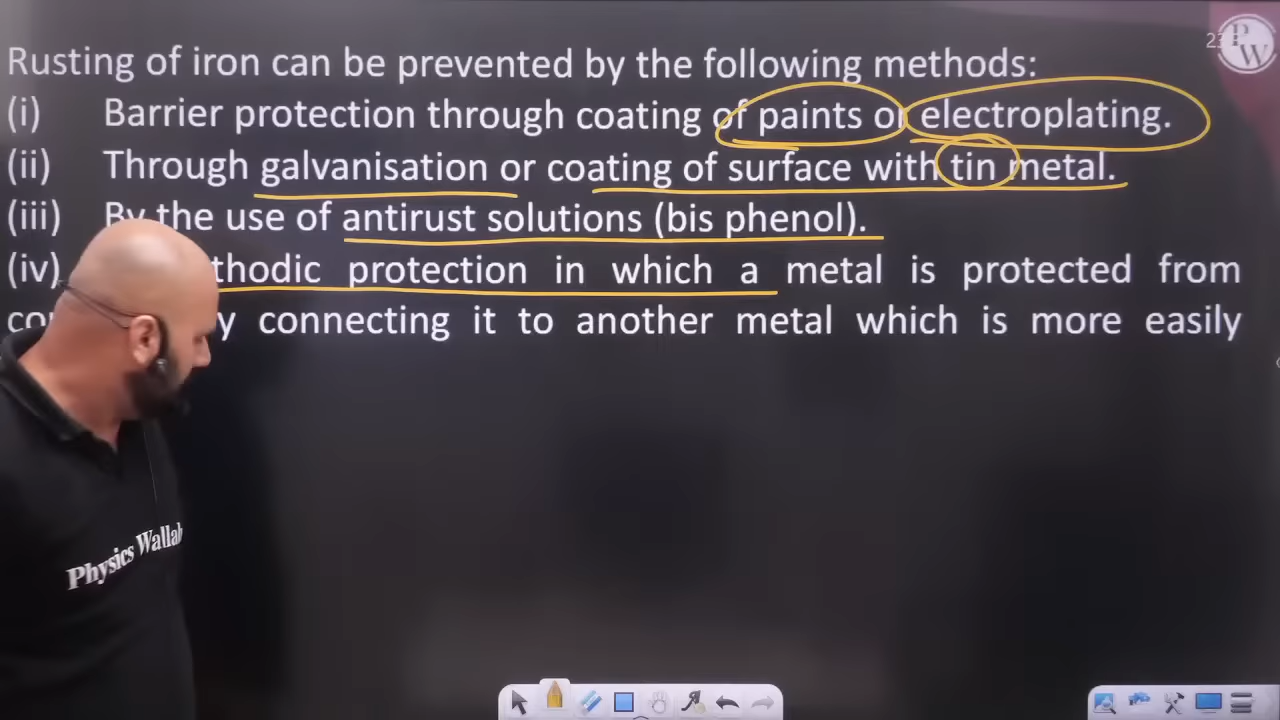 Rusting of iron can be prevented by the following methods:
(i) Barrier protection through coating of paints or electroplating.
(ii) Through galvanisation or coating of surface with tin metal.
(iii) By the use of antirust solutions (bis phenol).
(iv) thodic protection in which a metal is protected from
y connecting it to another metal which is more easily
PW
Physics Wallah